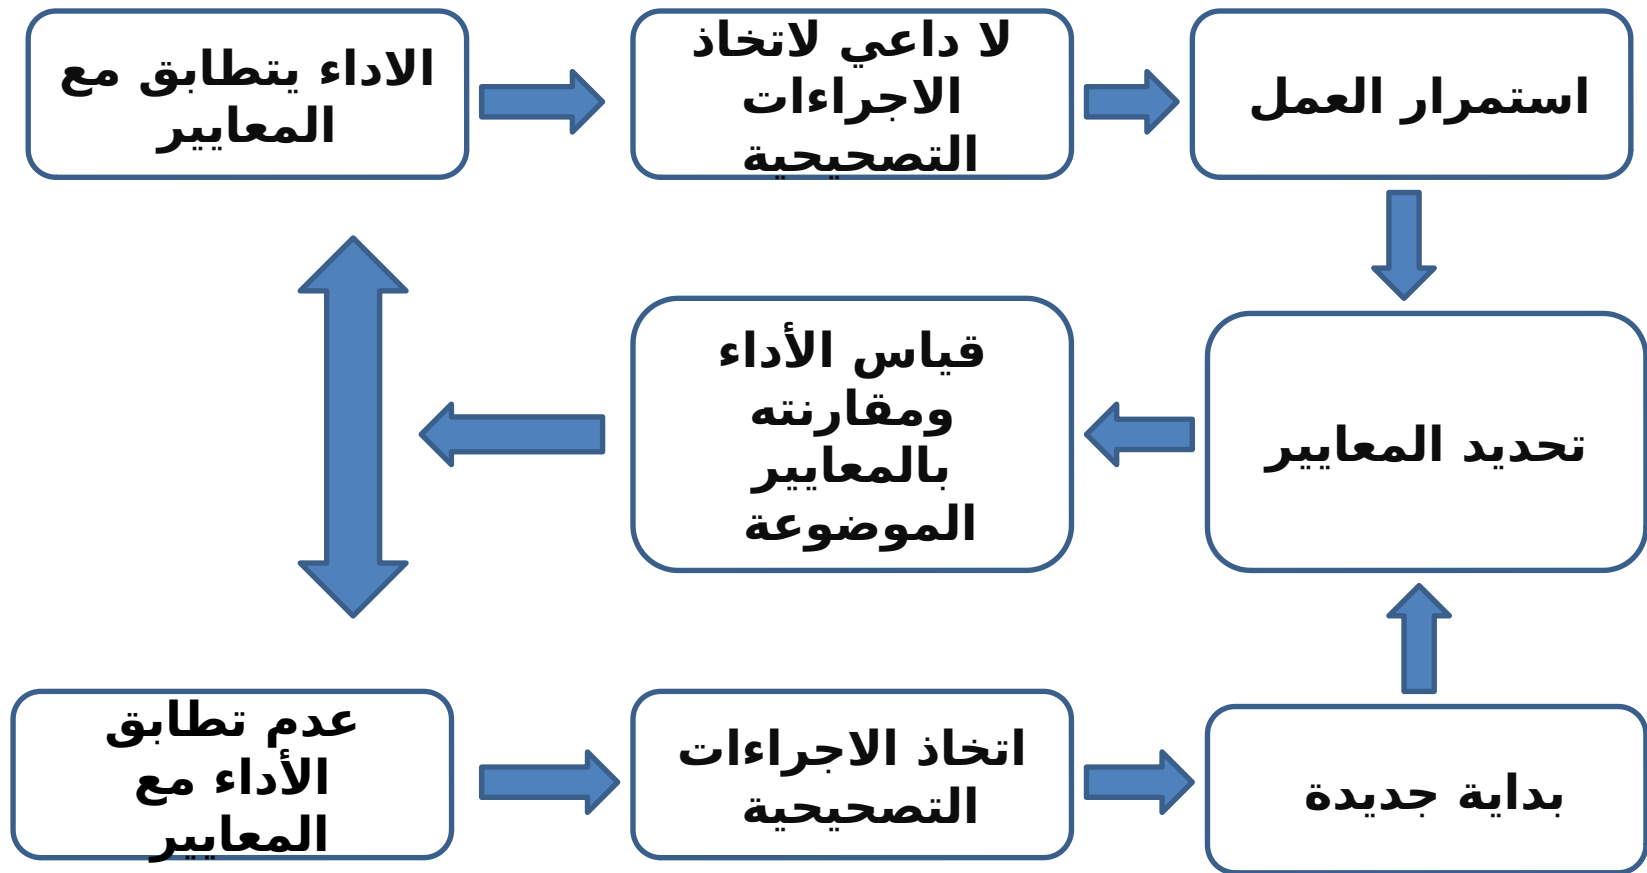 الاداء يتطابق مع
المعايير
لا داعي لاتخاذ
الاجراءات
التصحيحية
استمرار العمل
قياس الأداء
ومقارنته
بالمعايير
الموضوعة
تحديد المعايير
عدم تطابق
الأداء مع
المعايير
اتخاذ الاجراءات
التصحيحية
بداية جديدة